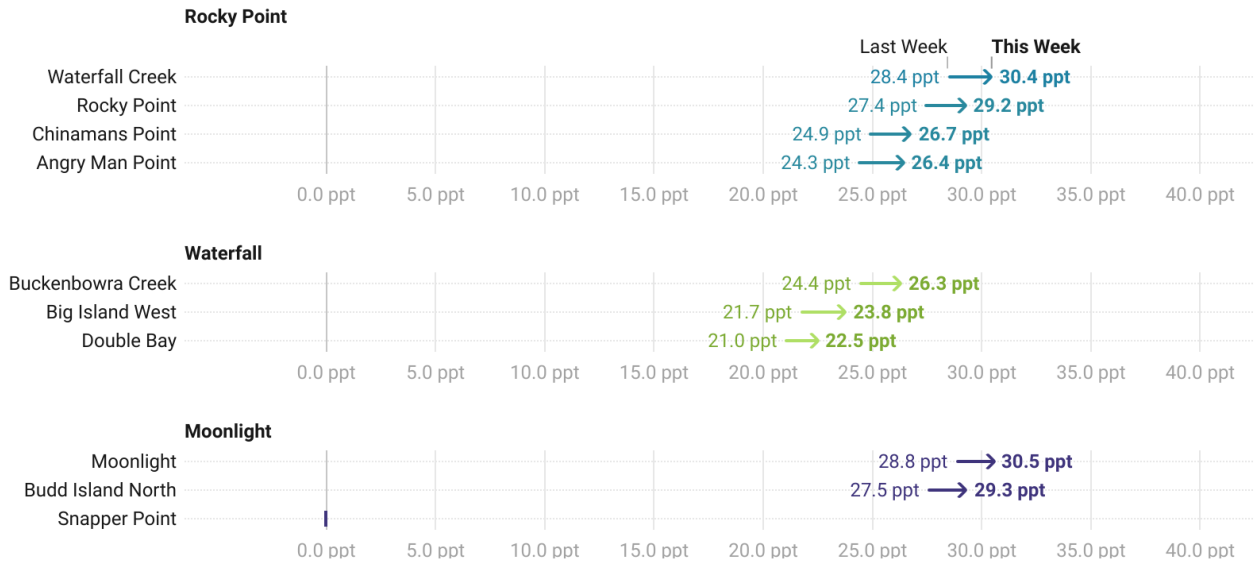 Rocky Point
Last Week This Week
Waterfall Creek 28.4 ppt 30.4 ppt
Rocky Point 27.4 ppt 29.2 ppt
Chinamans Point 24.9 ppt 26.7 ppt
Angry Man Point 24.3 ppt 26.4 ppt
0.0 ppt 5.0 ppt 10.0 ppt 15.0 ppt 20.0 ppt 25.0 ppt 30.0 ppt 35.0 ppt 40.0 ppt
Waterfall
Buckenbowra Creek 24.4 ppt 26.3 ppt
Big Island West 21.7 ppt 23.8 ppt
Double Bay 21.0 ppt 22.5 ppt
0.0 ppt 5.0 ppt 10.0 ppt 15.0 ppt 20.0 ppt 25.0 ppt 30.0 ppt 35.0 ppt 40.0 ppt
Moonlight
Moonlight 28.8 ppt 30.5 ppt
Budd Island North 27.5 ppt 29.3 ppt
Snapper Point
0.0 ppt 5.0 ppt 10.0 ppt 15.0 ppt 20.0 ppt 25.0 ppt 30.0 ppt 35.0 ppt 40.0 ppt